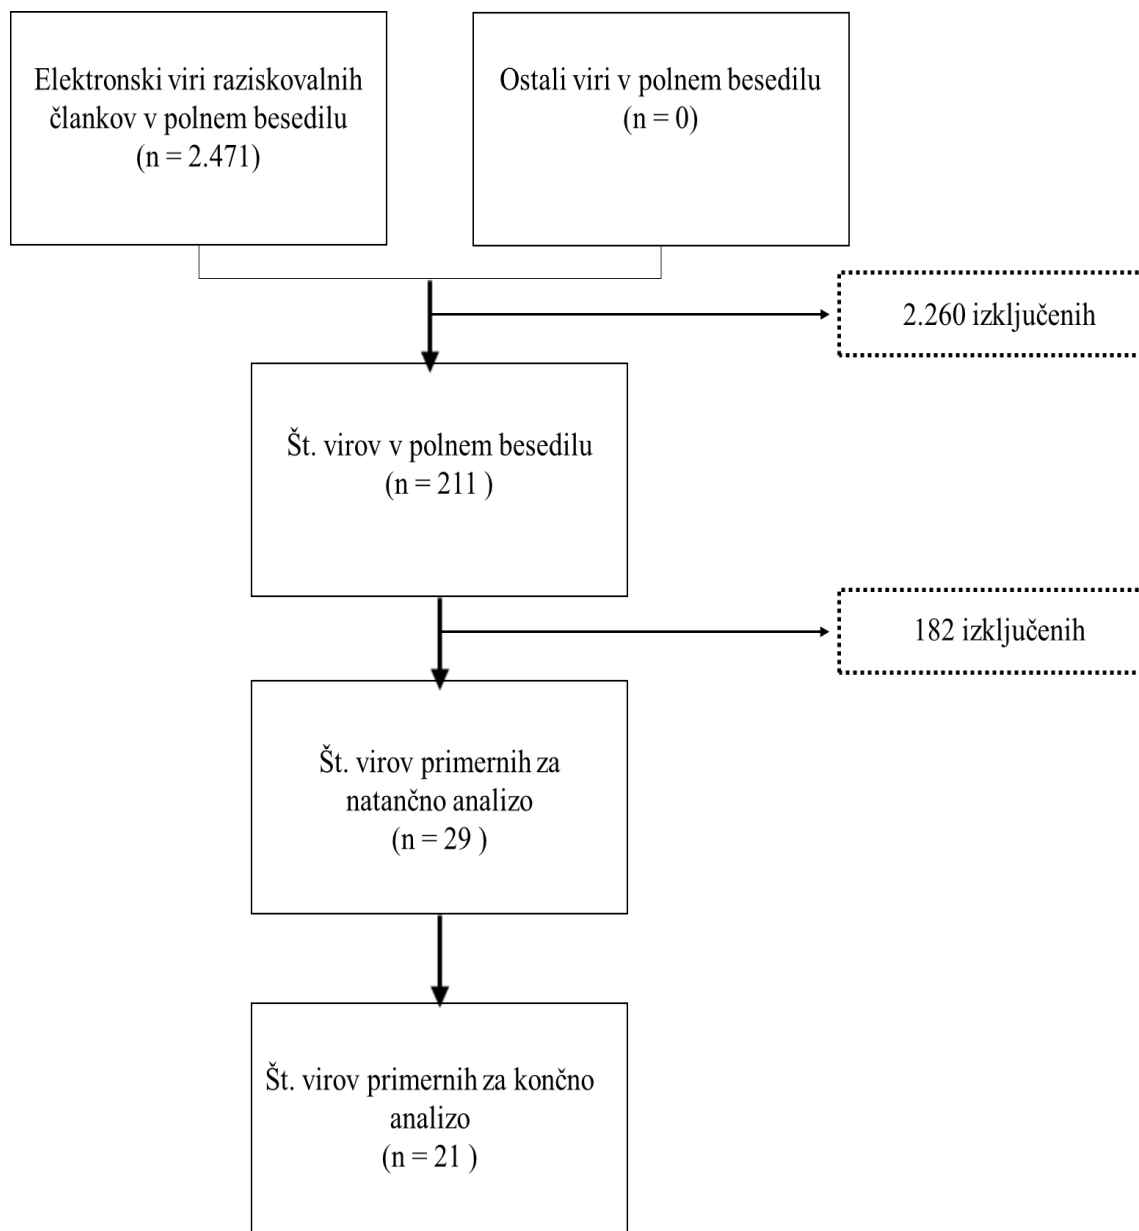 Elektronski viri raziskovalnih
člankov v polnem besedilu
(n = 2.471)
Ostali viri v polnem besedilu
(n = 0)
2.260 izključenih
Št. virov v polnem besedilu
(n = 211 )
182 izključenih
Št. virov primernih za
natančno analizo
(n = 29 )
Št. virov primernih za končno
analizo
(n = 21 )